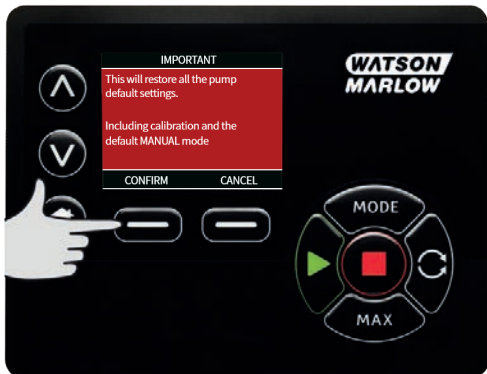 IMPORTANT
This will restore all the pump
default settings.
Including calibration and the
default MANUAL mode
CONFIRM CANCEL
WATSON
MARLOW
MODE
MAX